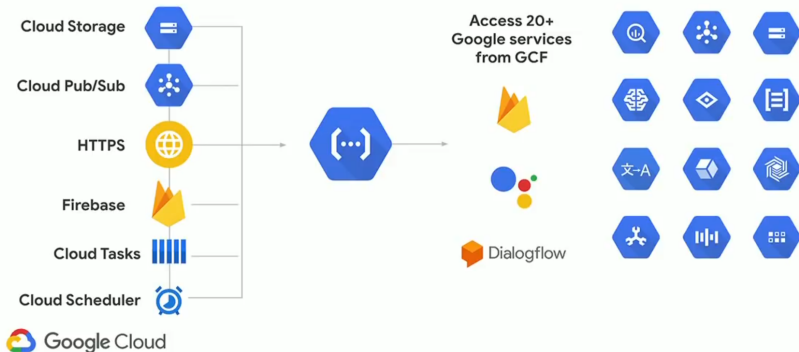 Cloud Storage
Cloud Pub/Sub
HTTPS
Firebase
Cloud Tasks
Cloud Scheduler
Google Cloud
(···)
Access 20+
Google services
from GCF
Dialogflow
文→A